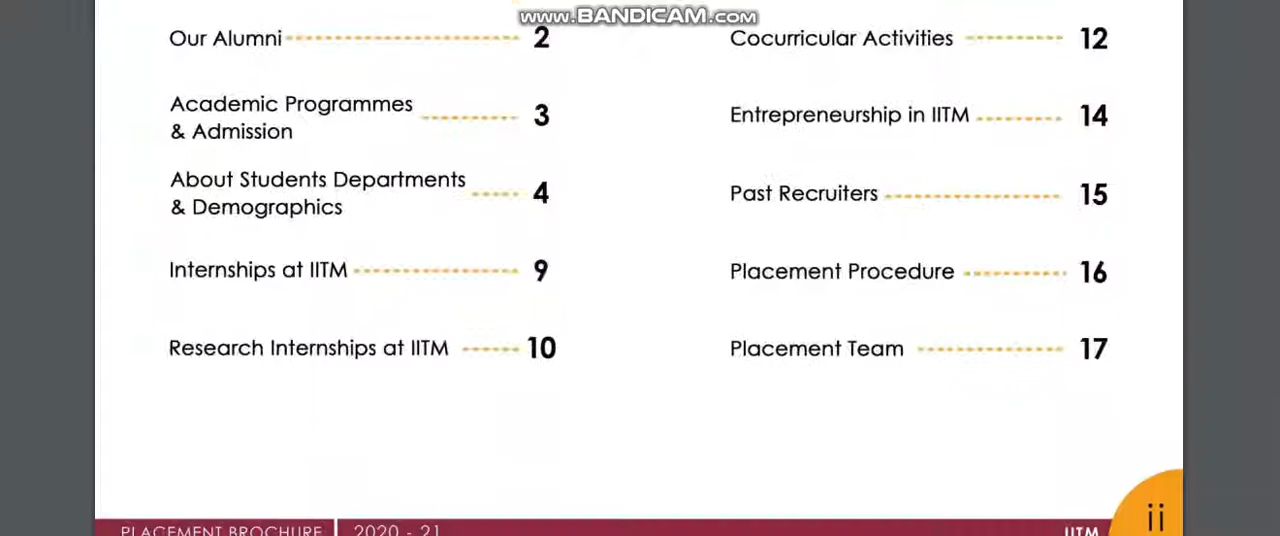 www.BANDICAM.com
Our Alumni 2
Academic Programmes
& Admission 3
About Students Departments
& Demographics 4
Internships at IITM 9
Research Internships at IITM 10
Cocurricular Activities 12
Entrepreneurship in IITM 14
Past Recruiters 15
Placement Procedure 16
Placement Team 17
PLACEMENT BROCHURE 2020 - 21
IITM
ii